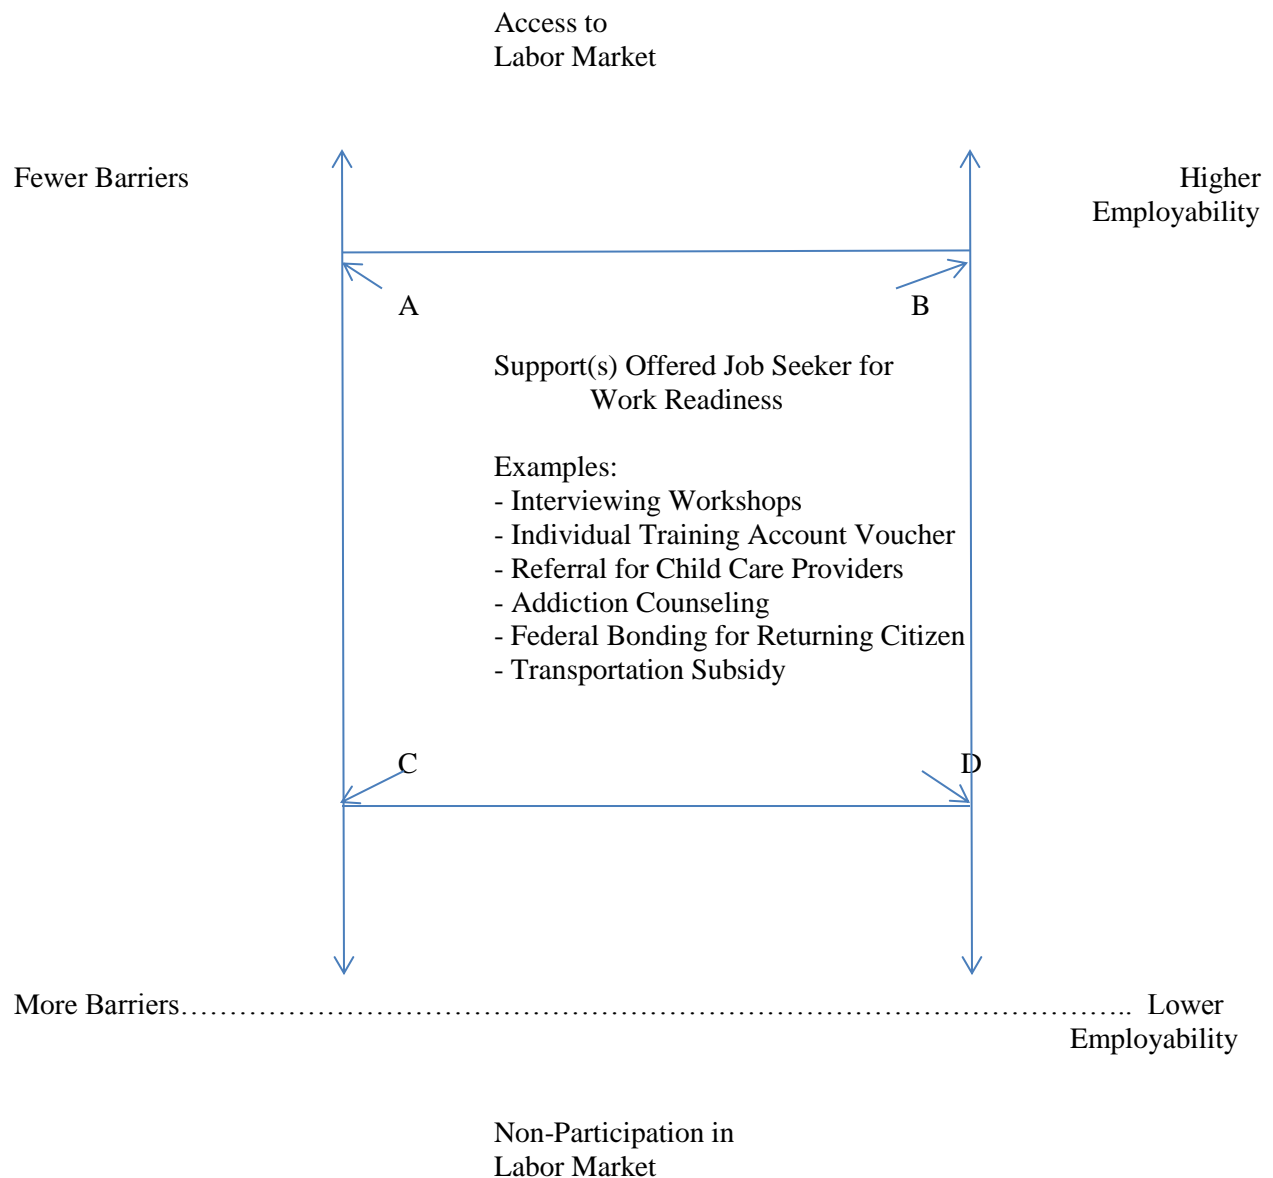 Access to
Labor Market
Fewer Barriers
Higher
Employability
A
B
Support(s) Offered Job Seeker for
Work Readiness
Examples:
- Interviewing Workshops
- Individual Training Account Voucher
- Referral for Child Care Providers
- Addiction Counseling
- Federal Bonding for Returning Citizen
- Transportation Subsidy
C
D
More Barriers…………………………………………………………………………………….. Lower
Employability
Non-Participation in
Labor Market